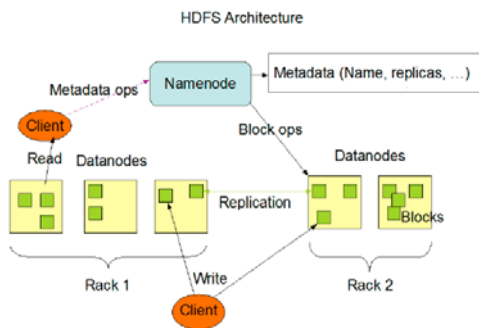 HDFS Architecture
Namenode
Metadata (Name, replicas, ...)
Metadata ops
Client
Block ops
Read
Datanodes
Datanodes
Replication
Blocks
Rack 1
Write
Rack 2
Client